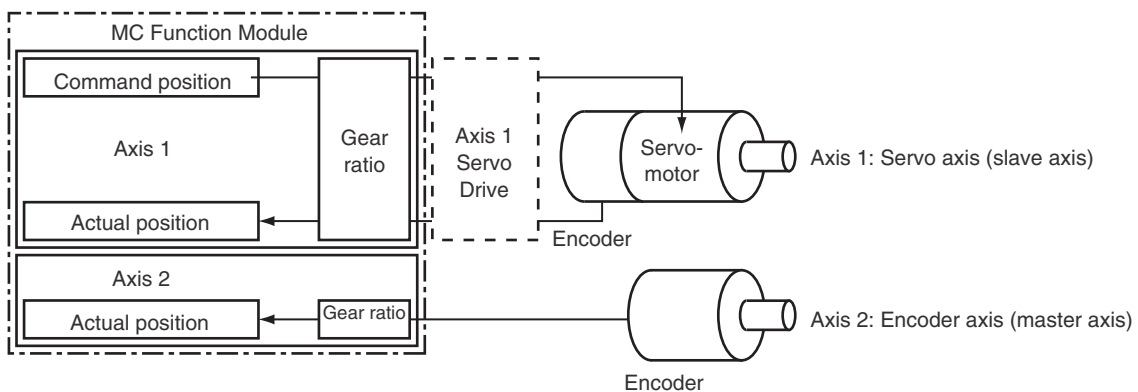 MC Function Module
Command position
Axis 1
Gear
ratio
Axis 1
Servo
Drive
Servo-
motor
Axis 1: Servo axis (slave axis)
Actual position
Encoder
Axis 2
Actual position
Gear ratio
Axis 2: Encoder axis (master axis)
Encoder